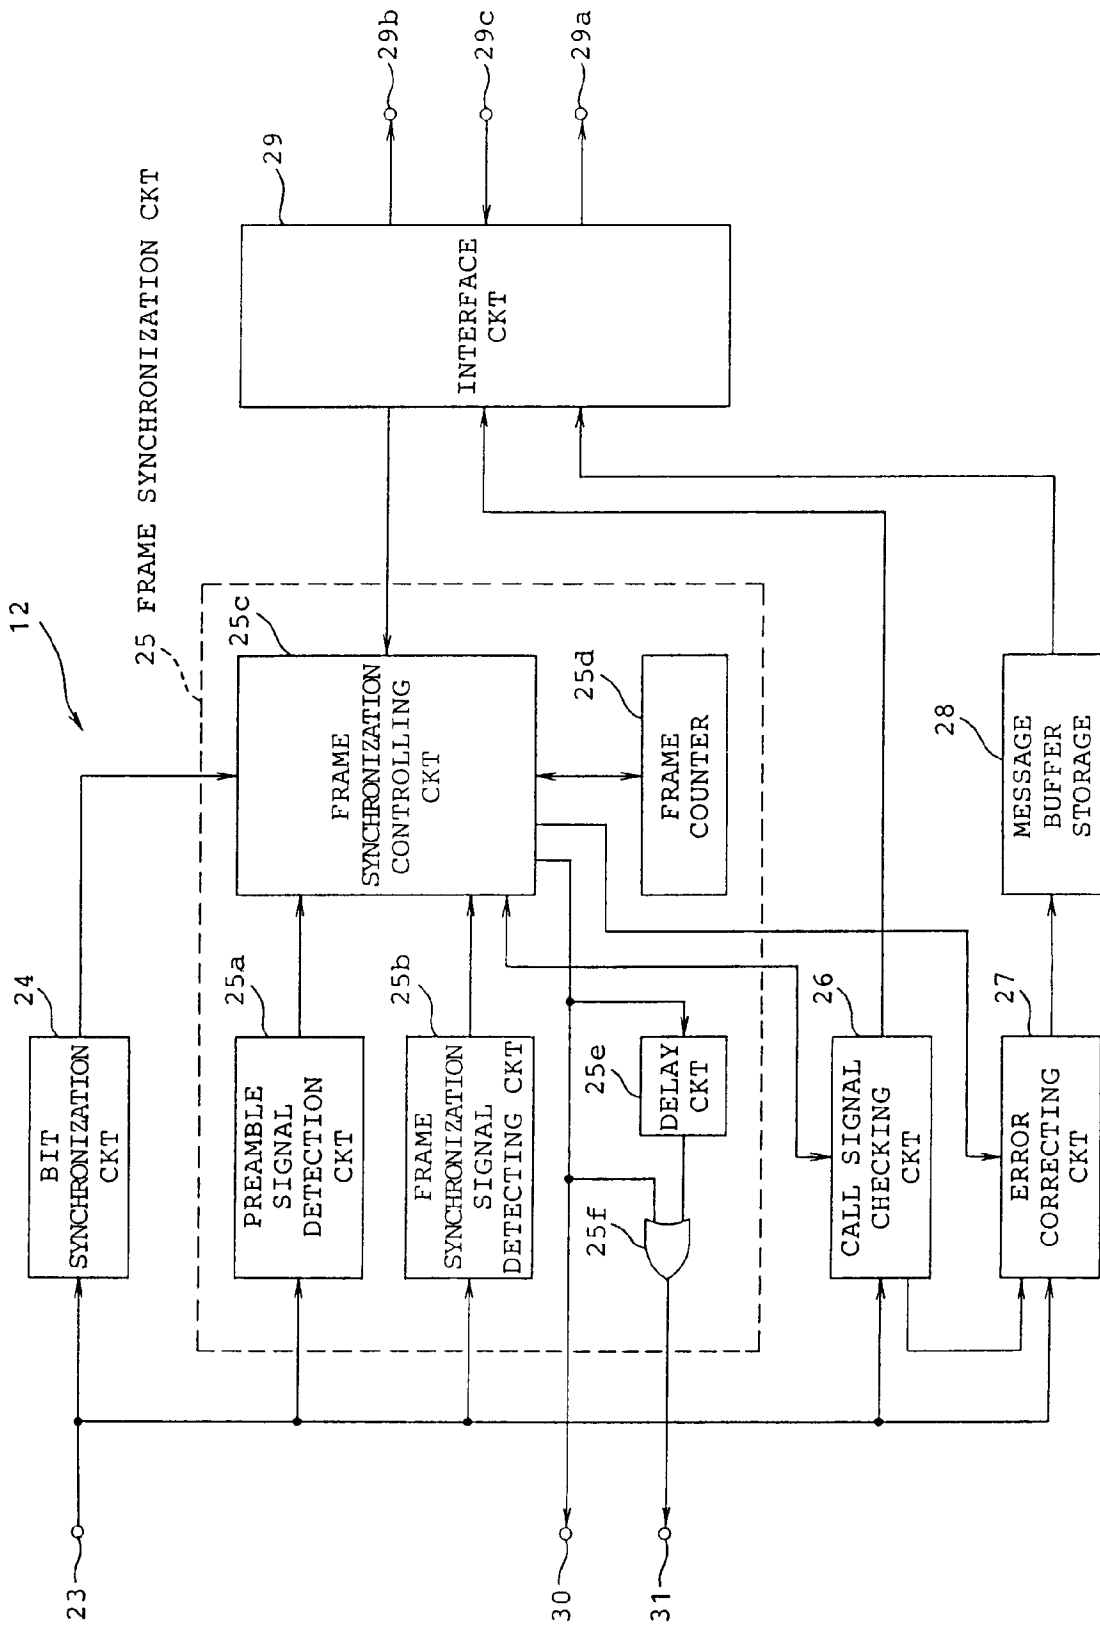 12
23
24
BIT
SYNCHRONIZATION
CKT
25 FRAME SYNCHRONIZATION CKT
25a
PREAMBLE
SIGNAL
DETECTION
CKT
25b
FRAME
SYNCHRONIZATION
SIGNAL
DETECTING CKT
25c
FRAME
SYNCHRONIZATION
CONTROLLING
CKT
25d
FRAME
COUNTER
25e
DELAY
CKT
25f
30
31
26
CALL SIGNAL
CHECKING
CKT
27
ERROR
CORRECTING
CKT
28
MESSAGE
BUFFER
STORAGE
29
INTERFACE
CKT
29b
29c
29a